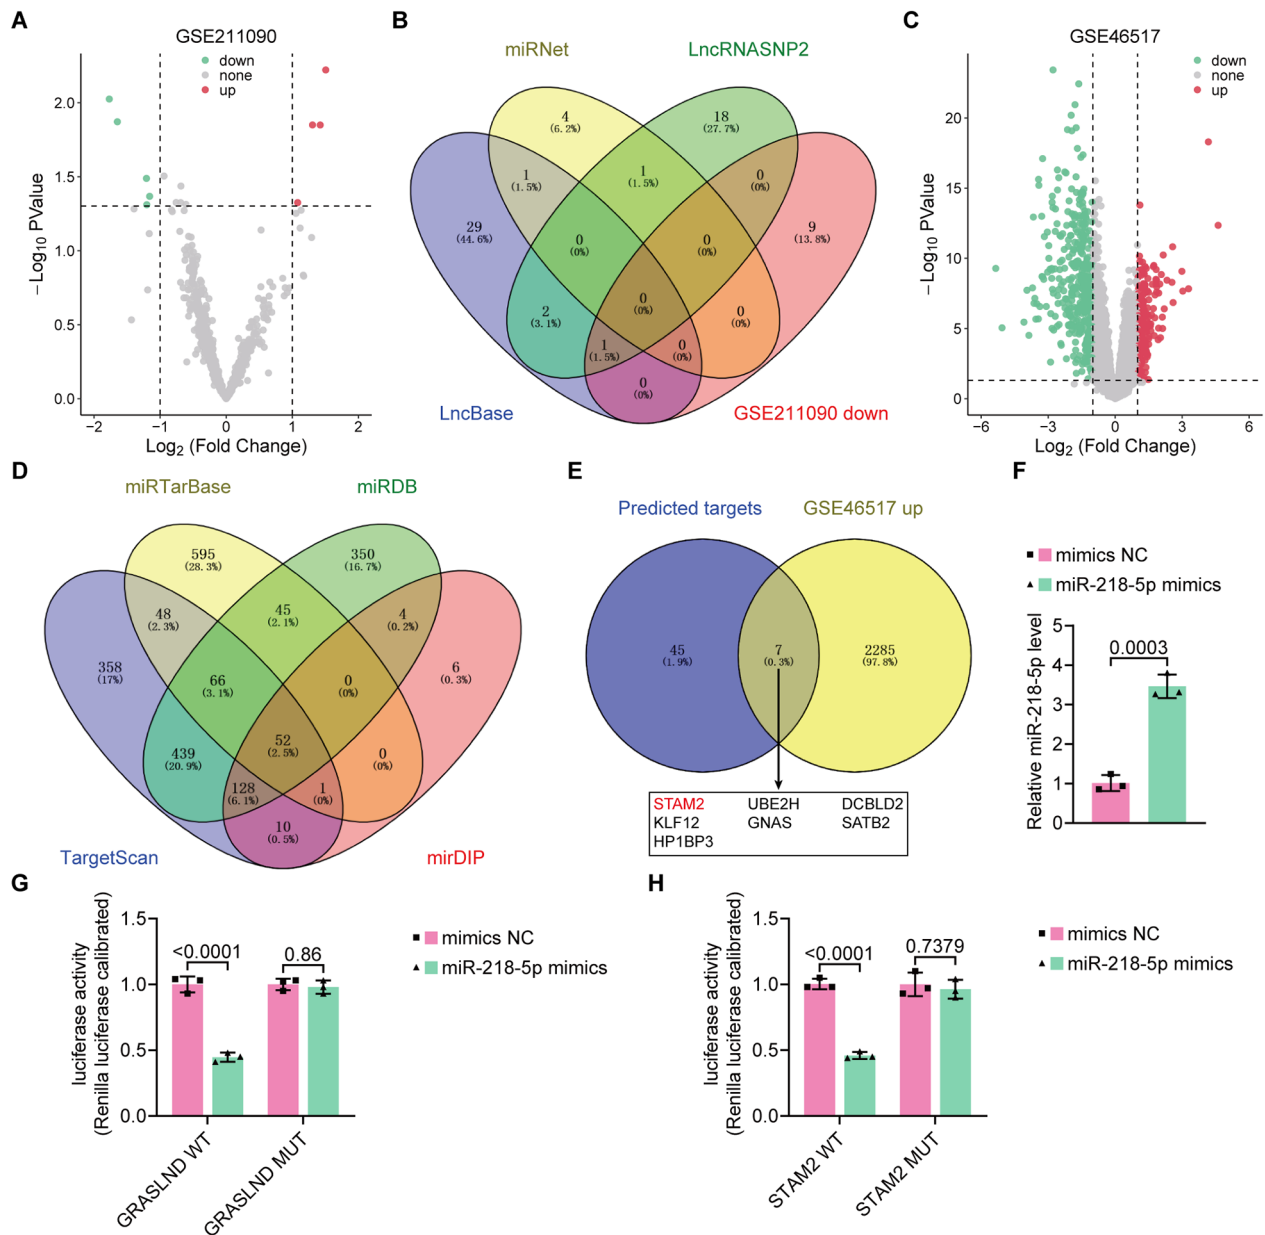 A
GSE211090
down
none
up
−Log10 PValue
2.0
1.5
1.0
0.5
0.0
−2
−1
0
1
2
Log2 (Fold Change)
B
miRNet
LncRNASNP2
4
(6.2%)
18
(27.7%)
1
(1.5%)
1
(1.5%)
0
(0%)
29
(44.6%)
0
(0%)
0
(0%)
9
(13.8%)
0
(0%)
2
(3.1%)
0
(0%)
1
(1.5%)
0
(0%)
0
(0%)
LncBase
GSE211090 down
C
GSE46517
down
none
up
−Log10 PValue
20
15
10
5
0
−6
−3
0
3
6
Log2 (Fold Change)
D
miRTarBase
miRDB
595
(28.3%)
350
(16.7%)
48
(2.3%)
45
(2.1%)
4
(0.2%)
358
(17%)
66
(3.1%)
0
(0%)
6
(0.3%)
52
(2.5%)
439
(20.9%)
0
(0%)
128
(6.1%)
1
(0%)
10
(0.5%)
TargetScan
mirDIP
E
Predicted targets
GSE46517 up
45
(1.9%)
7
(0.3%)
2285
(97.8%)
STAM2 UBE2H DCBLD2
KLF12 GNAS SATB2
HP1BP3
F
mimics NC
miR-218-5p mimics
Relative miR-218-5p level
5
4
3
2
1
0
0.0003
G
luciferase activity
(Renilla luciferase calibrated)
1.5
1.0
0.5
0.0
<0.0001
0.86
mimics NC
miR-218-5p mimics
GRASLND WT
GRASLND MUT
H
luciferase activity
(Renilla luciferase calibrated)
1.5
1.0
0.5
0.0
<0.0001
0.7379
mimics NC
miR-218-5p mimics
STAM2 WT
STAM2 MUT